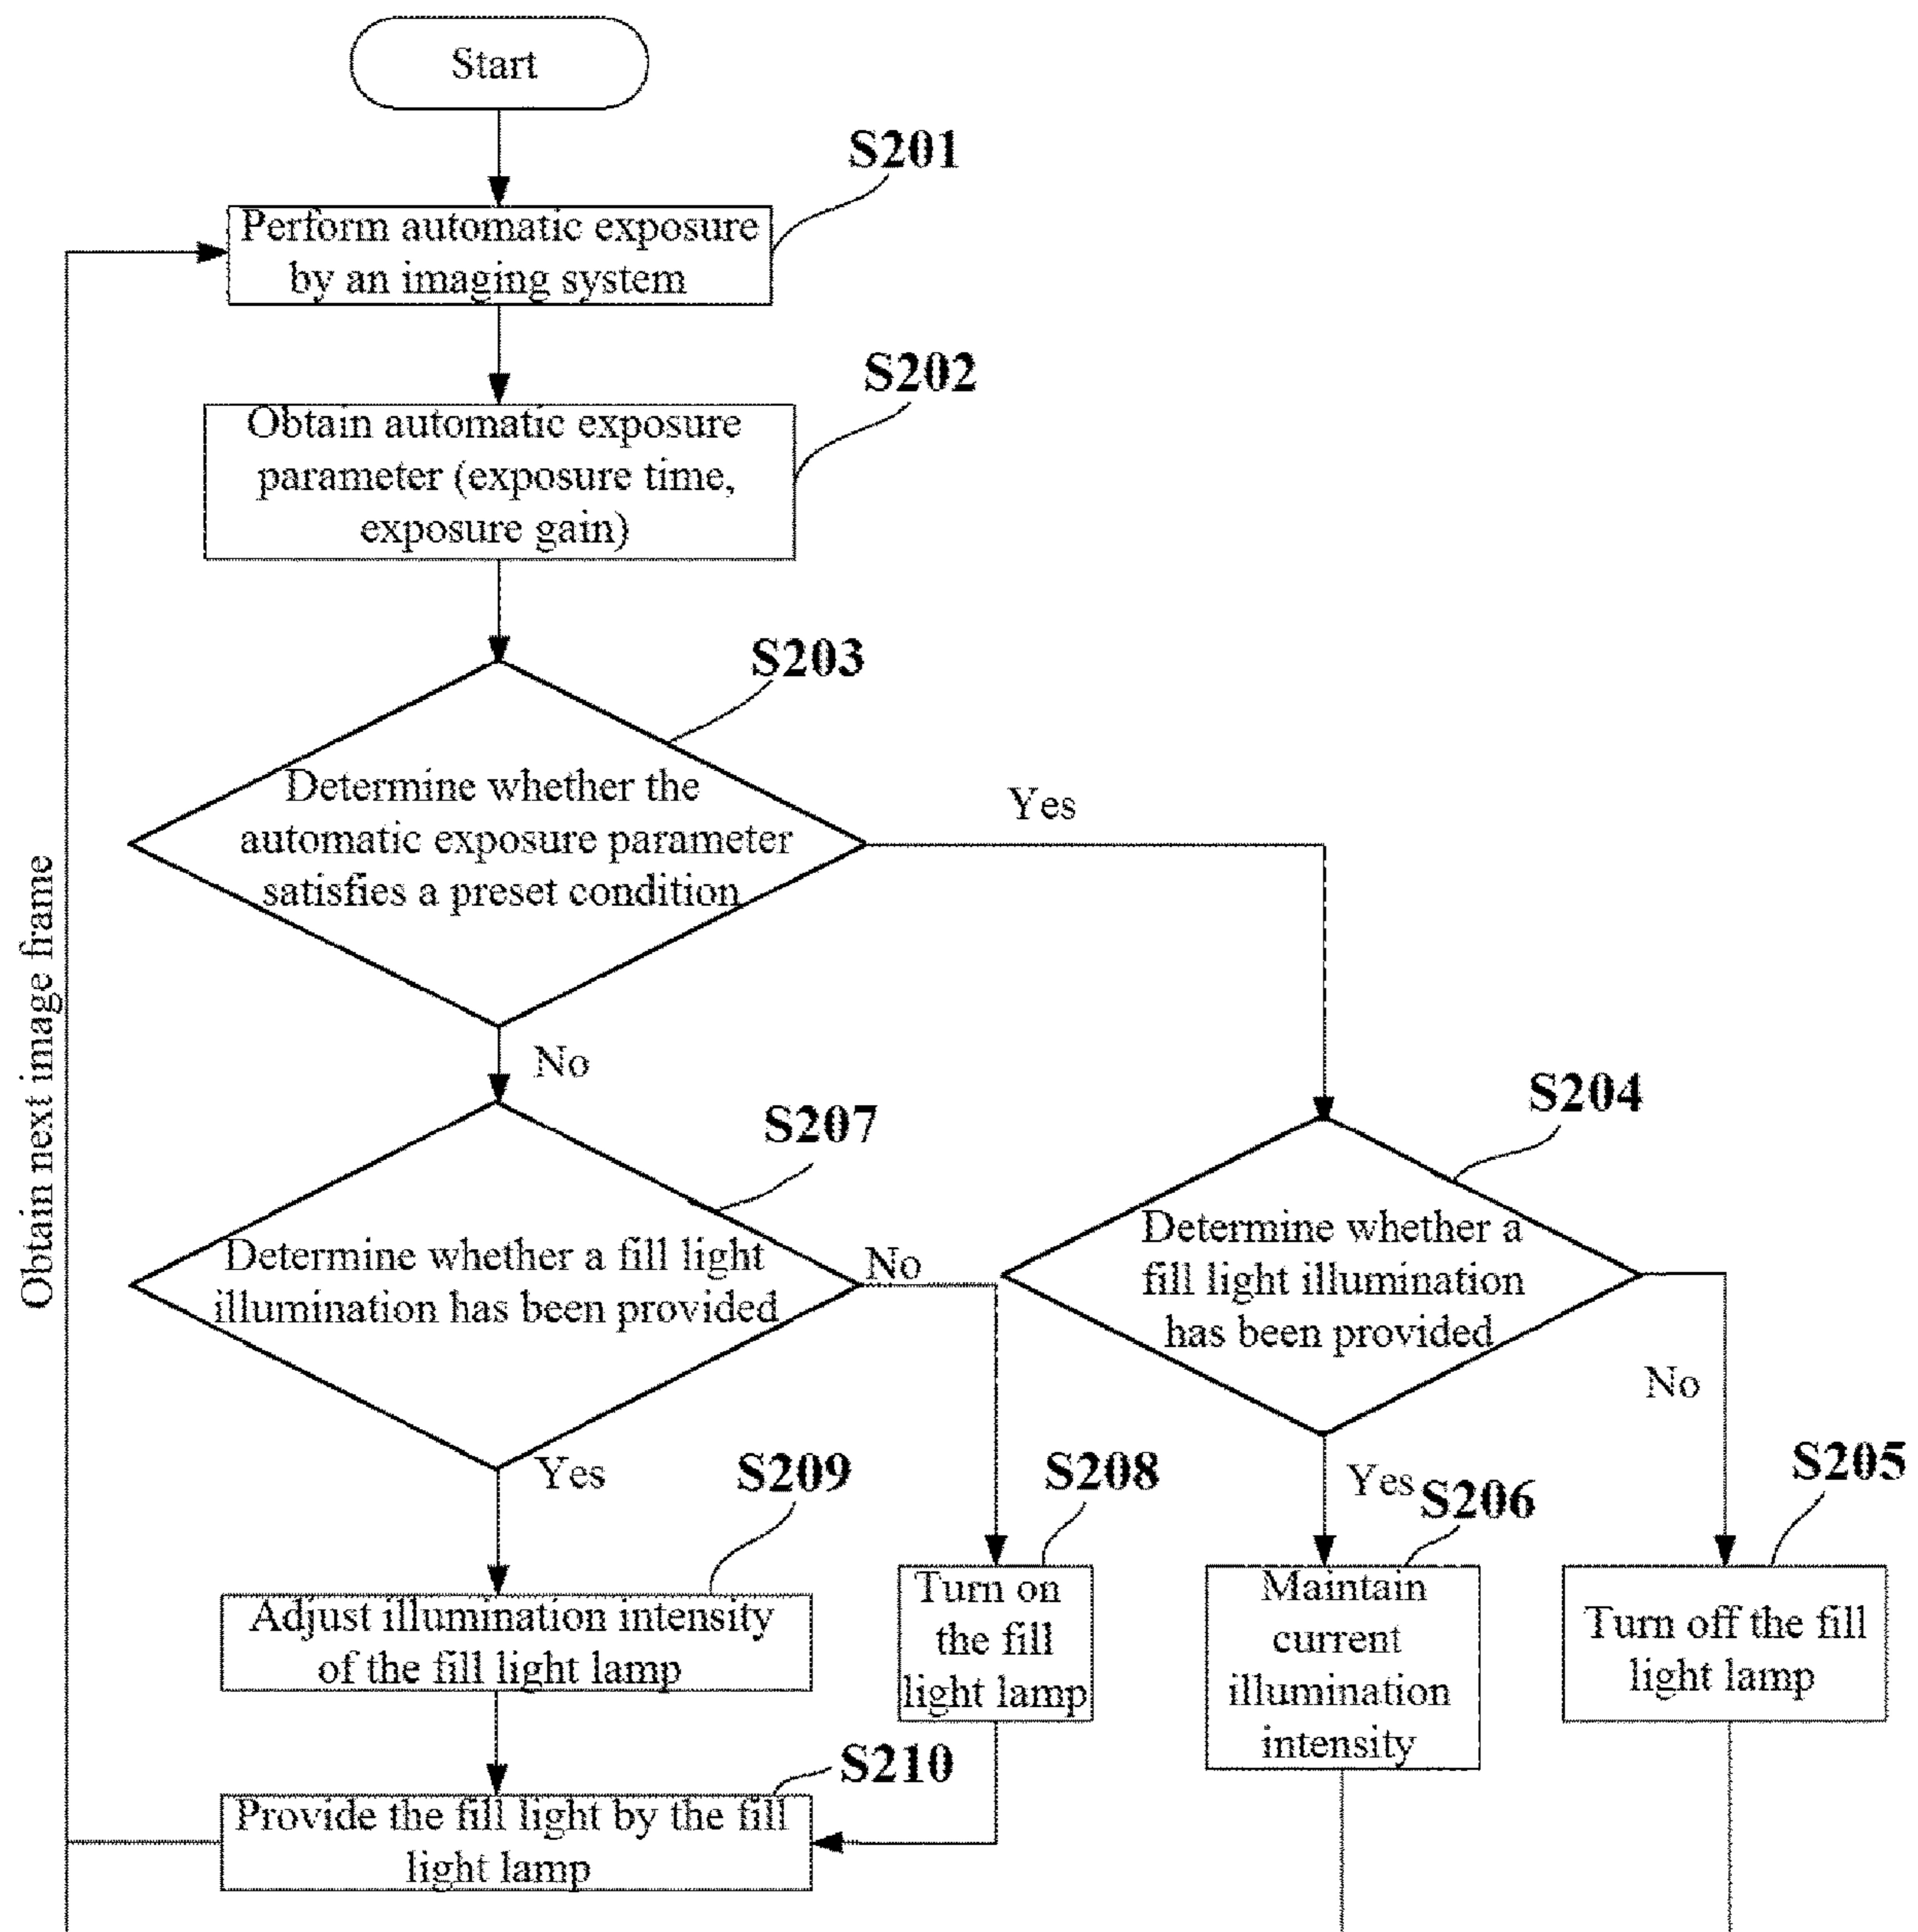 Start
S201
Perform automatic exposure
by an imaging system
S202
Obtain automatic exposure
parameter (exposure time,
exposure gain)
S203
Determine whether the
automatic exposure parameter
satisfies a preset condition
Yes
No
Obtain next image frame
S207
Determine whether a fill light
illumination has been provided
No
Yes
S204
Determine whether a
fill light illumination
has been provided
No
Yes
S209
Adjust illumination intensity
of the fill light lamp
S208
Turn on
the fill
light lamp
S206
Maintain
current
illumination
intensity
S205
Turn off the fill
light lamp
S210
Provide the fill light by the fill
light lamp